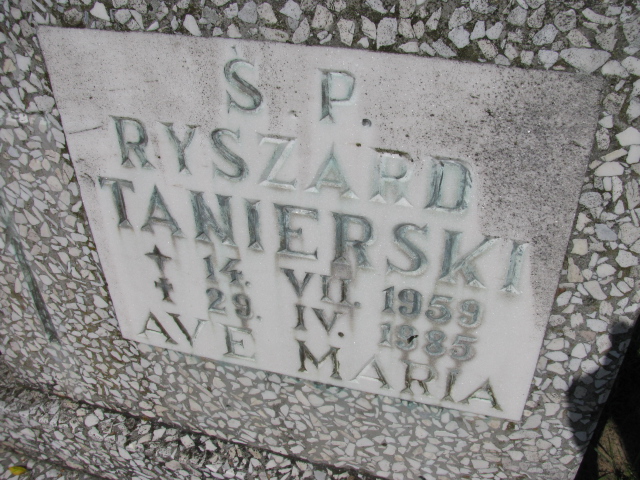 Ś. P.
RYSZARD
TANIERSKI
14. VII. 1959
✝ 29. IV. 1985
AVE MARIA